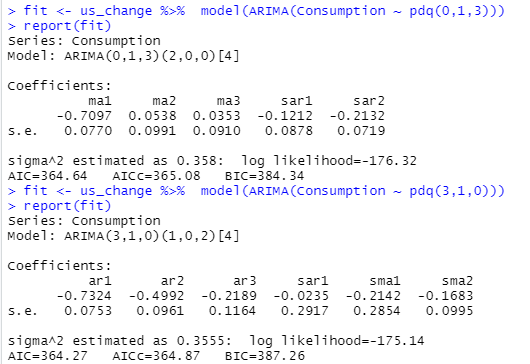 > fit <- us_change %>%  model(ARIMA(Consumption ~ pdq(0,1,3)))
> report(fit)
Series: Consumption
Model: ARIMA(0,1,3)(2,0,0)[4]

Coefficients:
          ma1     ma2     ma3     sar1     sar2
      -0.7097  0.0538  0.0353  -0.1212  -0.2132
s.e.   0.0770  0.0991  0.0910   0.0878   0.0719

sigma^2 estimated as 0.358:  log likelihood=-176.32
AIC=364.64   AICc=365.08   BIC=384.34
> fit <- us_change %>%  model(ARIMA(Consumption ~ pdq(3,1,0)))
> report(fit)
Series: Consumption
Model: ARIMA(3,1,0)(1,0,2)[4]

Coefficients:
          ar1      ar2      ar3     sar1     sma1     sma2
      -0.7324  -0.4992  -0.2189  -0.0235  -0.2142  -0.1683
s.e.   0.0753   0.0961   0.1164   0.2917   0.2854   0.0995

sigma^2 estimated as 0.3555:  log likelihood=-175.14
AIC=364.27   AICc=364.87   BIC=387.26